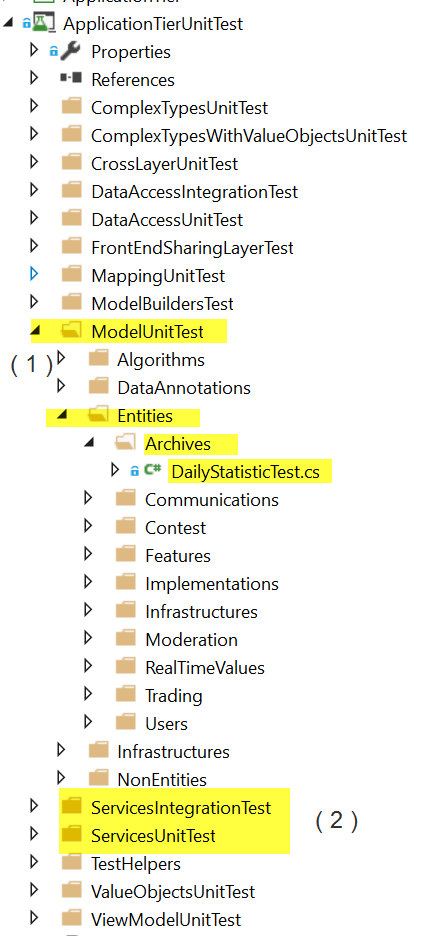 ApplicationTierUnitTest
Properties
References
ComplexTypesUnitTest
ComplexTypesWithValueObjectsUnitTest
CrossLayerUnitTest
DataAccessIntegrationTest
DataAccessUnitTest
FrontEndSharingLayerTest
MappingUnitTest
ModelBuildersTest
ModelUnitTest
( 1 )
Algorithms
DataAnnotations
Entities
Archives
C# DailyStatisticTest.cs
Communications
Contest
Features
Implementations
Infrastructures
Moderation
RealTimeValues
Trading
Users
Infrastructures
NonEntities
ServicesIntegrationTest
( 2 )
ServicesUnitTest
TestHelpers
ValueObjectsUnitTest
ViewModelUnitTest